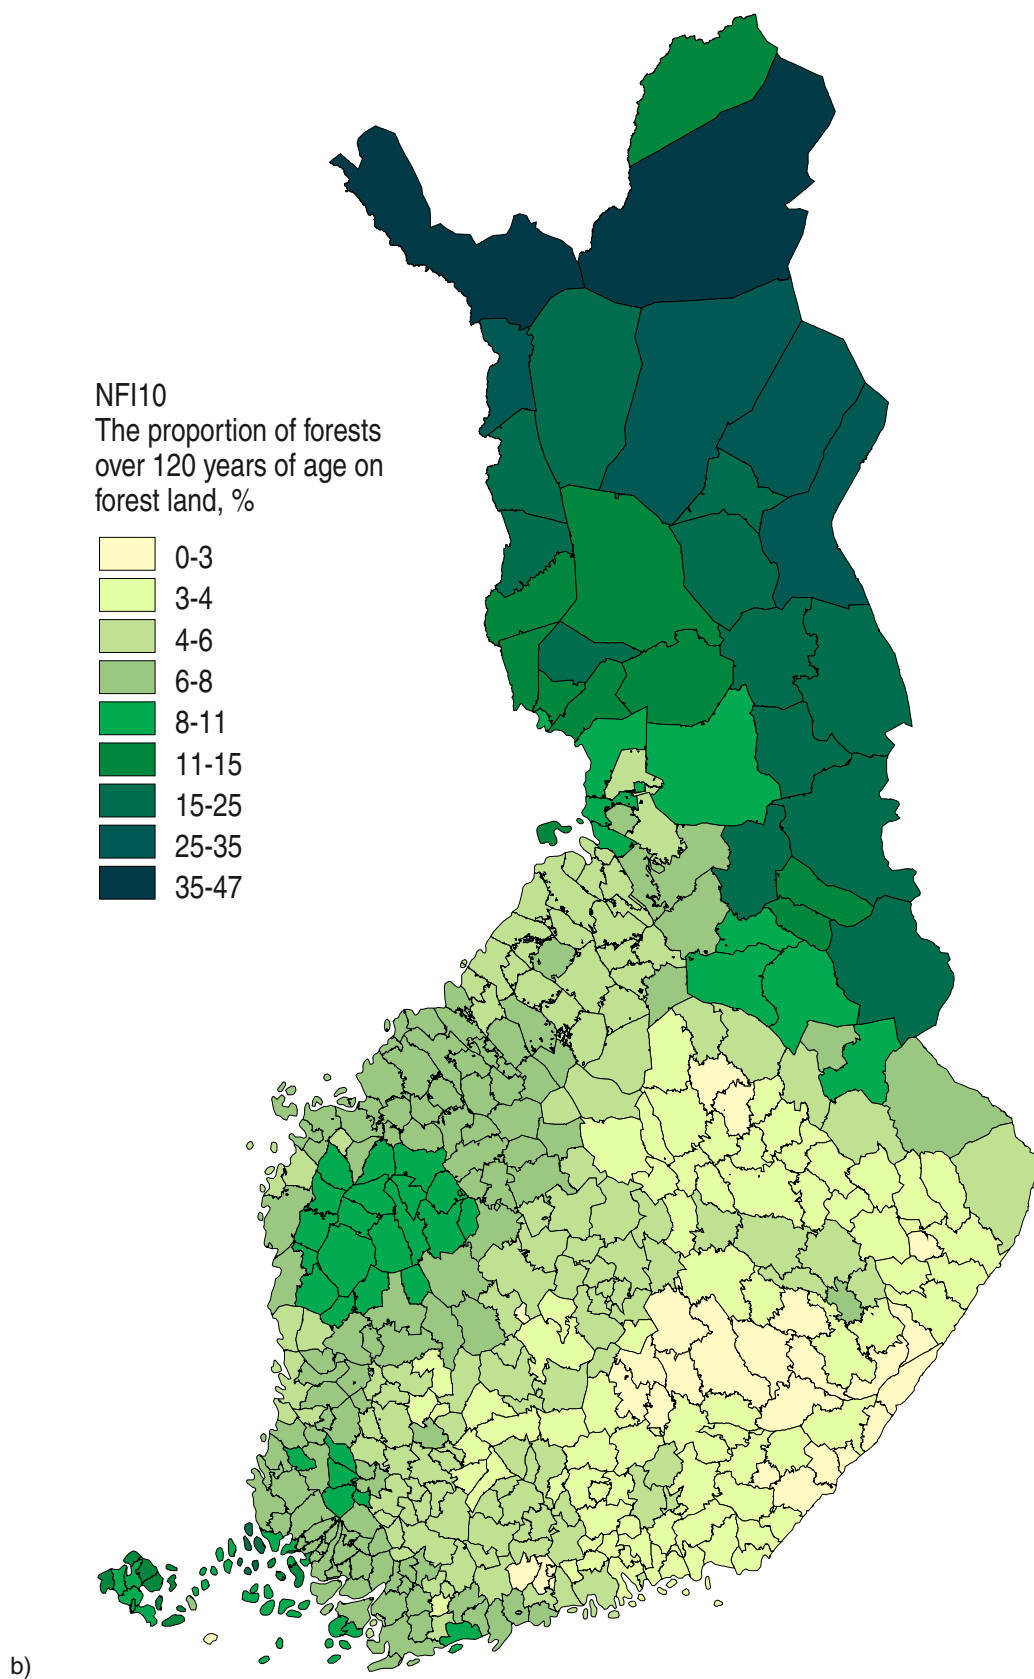 NFI10
The proportion of forests
over 120 years of age on
forest land, %
0-3
3-4
4-6
6-8
8-11
11-15
15-25
25-35
35-47
b)